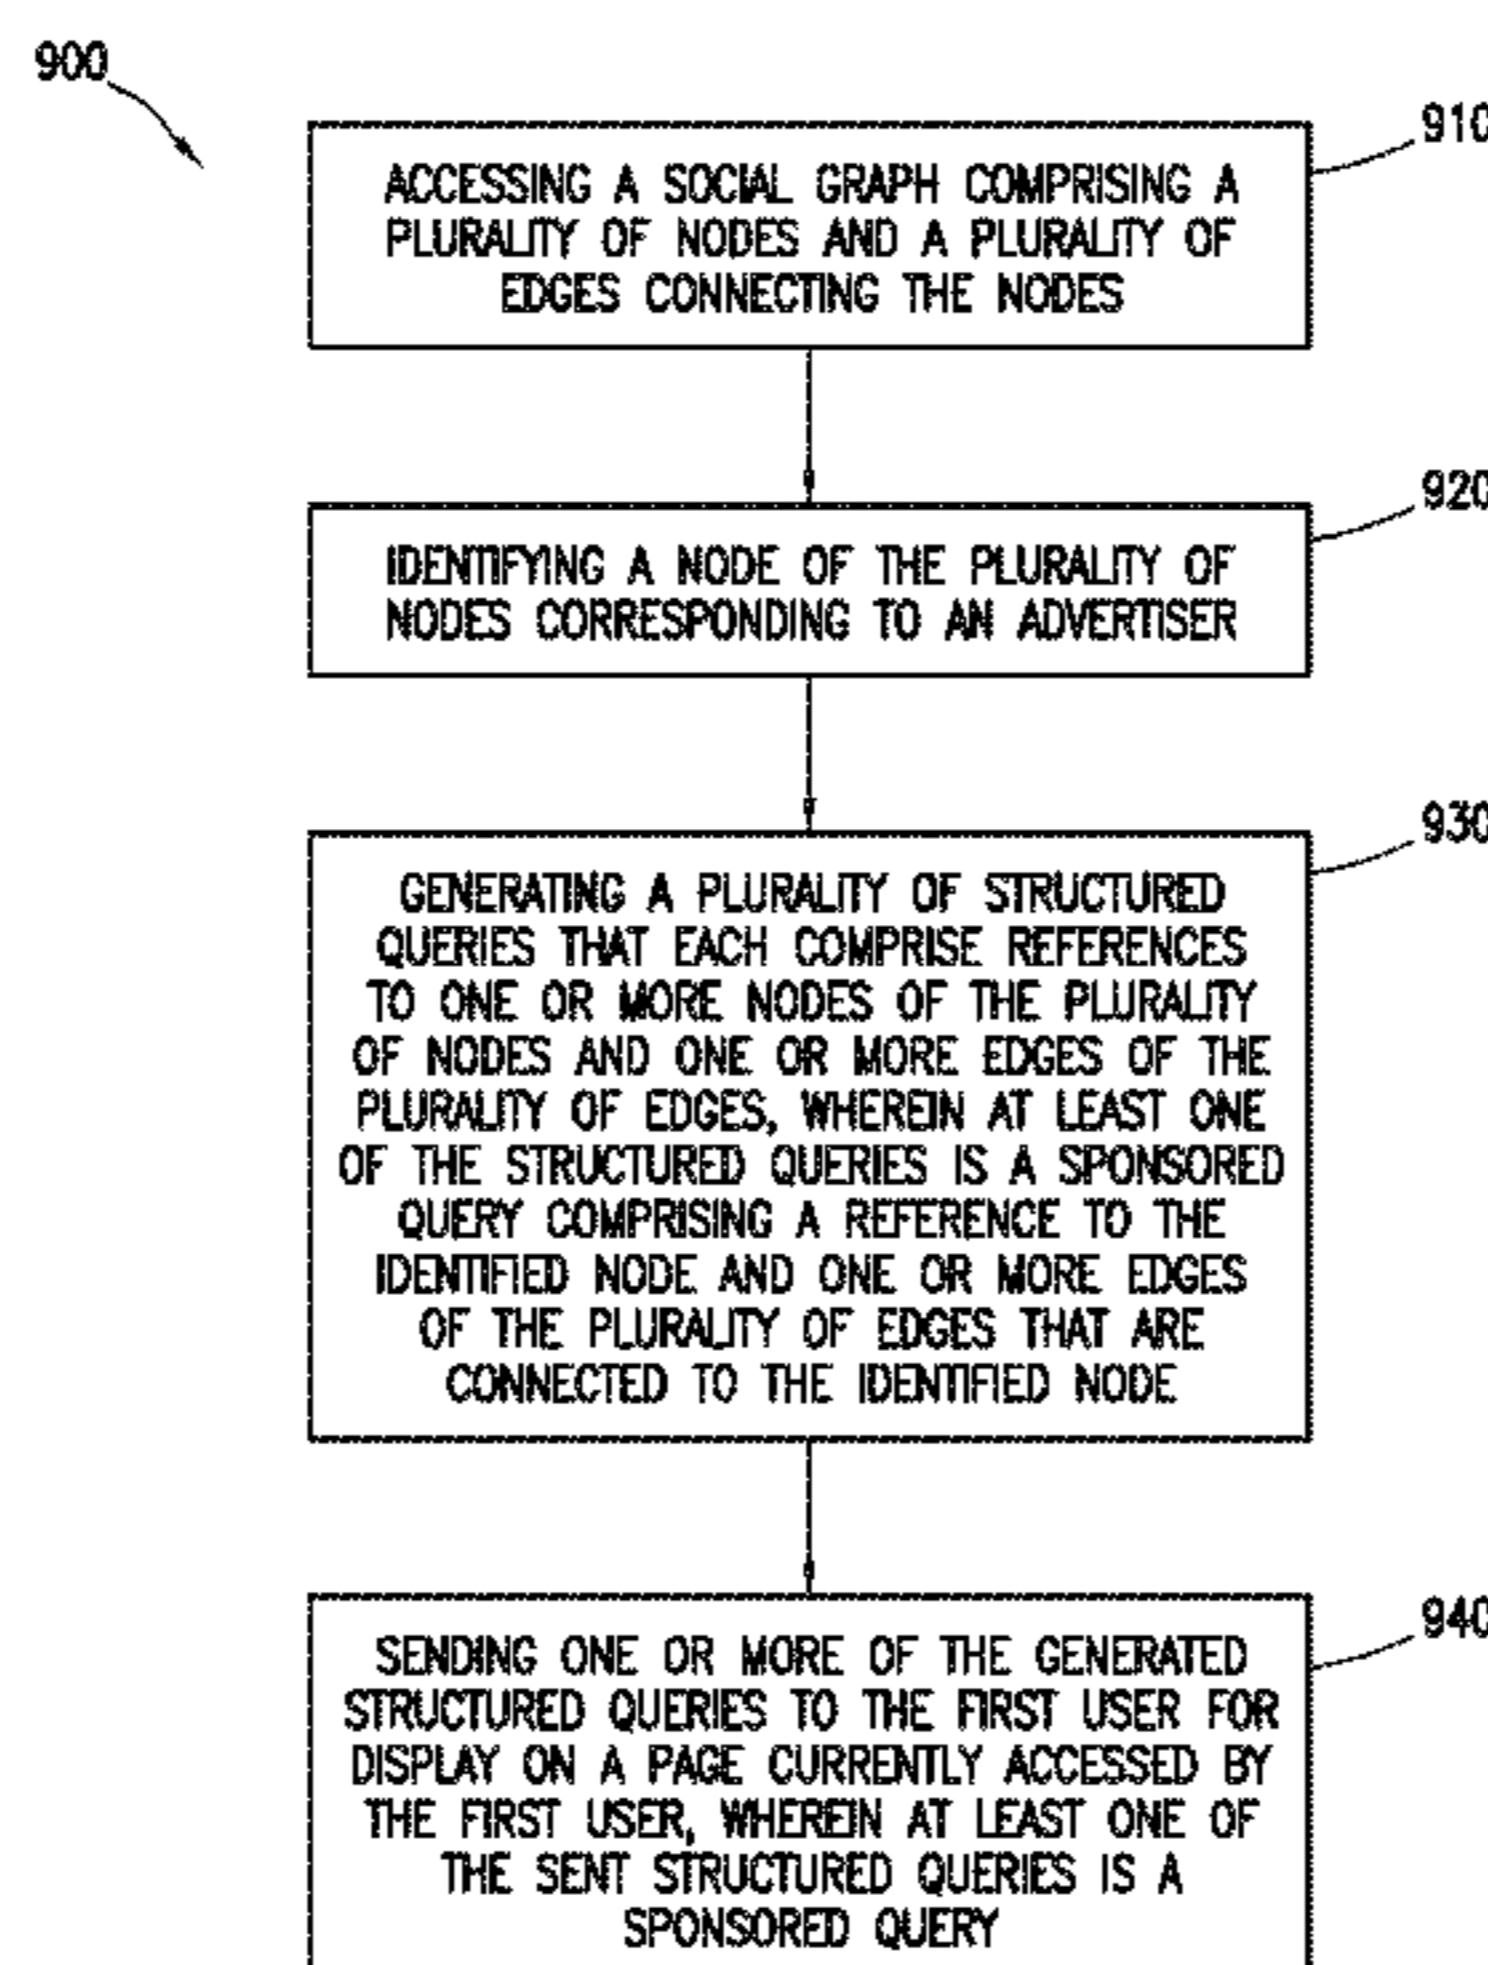 900
910
ACCESSING A SOCIAL GRAPH COMPRISING A
PLURALITY OF NODES AND A PLURALITY OF
EDGES CONNECTING THE NODES
920
IDENTIFYING A NODE OF THE PLURALITY OF
NODES CORRESPONDING TO AN ADVERTISER
930
GENERATING A PLURALITY OF STRUCTURED
QUERIES THAT EACH COMPRISE REFERENCES
TO ONE OR MORE NODES OF THE PLURALITY
OF NODES AND ONE OR MORE EDGES OF THE
PLURALITY OF EDGES, WHEREIN AT LEAST ONE
OF THE STRUCTURED QUERIES IS A SPONSORED
QUERY COMPRISING A REFERENCE TO THE
IDENTIFIED NODE AND ONE OR MORE EDGES
OF THE PLURALITY OF EDGES THAT ARE
CONNECTED TO THE IDENTIFIED NODE
940
SENDING ONE OR MORE OF THE GENERATED
STRUCTURED QUERIES TO THE FIRST USER FOR
DISPLAY ON A PAGE CURRENTLY ACCESSED BY
THE FIRST USER, WHEREIN AT LEAST ONE OF
THE SENT STRUCTURED QUERIES IS A
SPONSORED QUERY